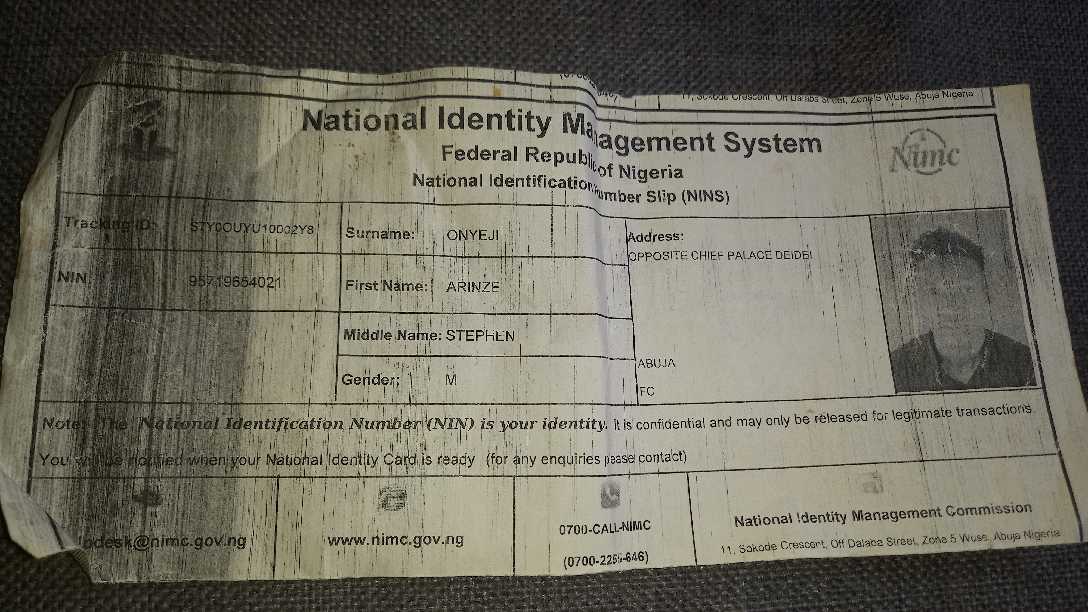 11, Sokode Crescent, Off Dalaba Street, Zone 5 Wuse, Abuja Nigeria
National Identity Management System
Federal Republic of Nigeria
National Identification Number Slip (NINS)
Nimc
Tracking ID:
NIN: 95719654021
Surname: ONYEJI
First Name: ARINZE
Middle Name: STEPHEN
Gender: M
Address:
OPPOSITE CHIEF PALACE DEIDEI
ABUJA
FC
Note: The National Identification Number (NIN) is your identity. It is confidential and may only be released for legitimate transactions.
You will be notified when your National Identity Card is ready (for any enquiries please contact)
@nimc.gov.ng
www.nimc.gov.ng
0700-CALL-NIMC
(0700-2255-646)
National Identity Management Commission
11, Sokode Crescent, Off Dalaba Street, Zone 5 Wuse, Abuja Nigeria